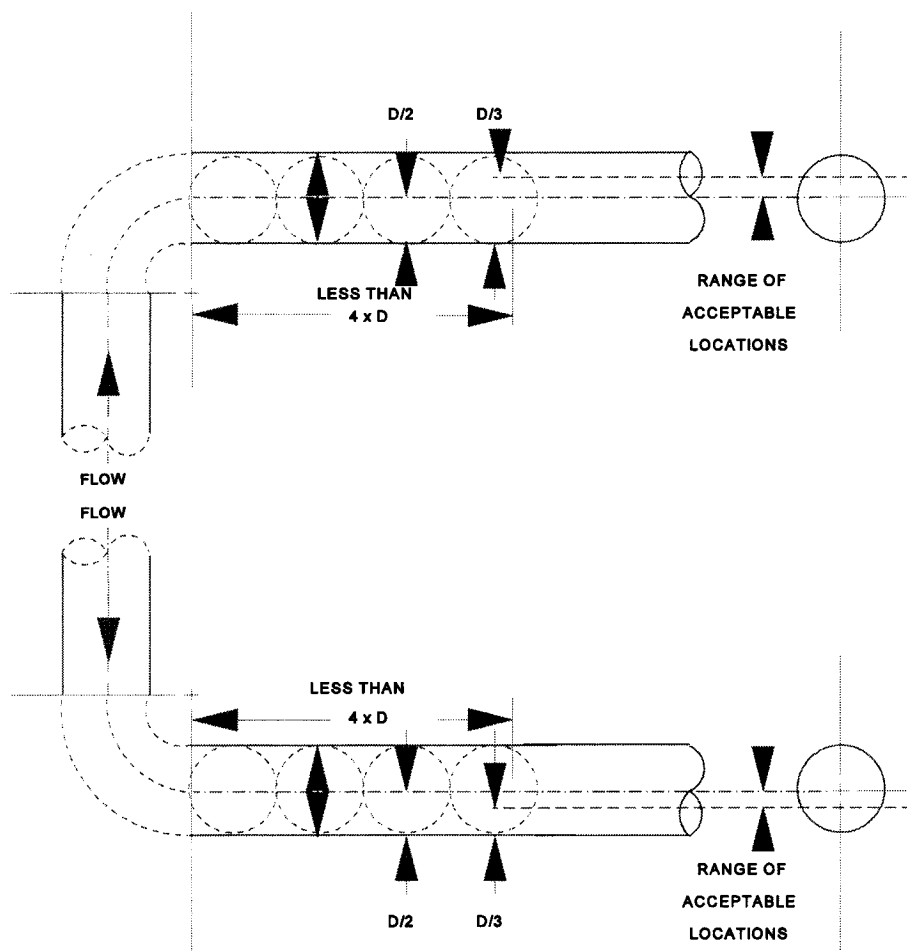 D/2 D/3
LESS THAN
4 x D
RANGE OF
ACCEPTABLE
LOCATIONS
FLOW
FLOW
LESS THAN
4 x D
RANGE OF
ACCEPTABLE
LOCATIONS
D/2 D/3